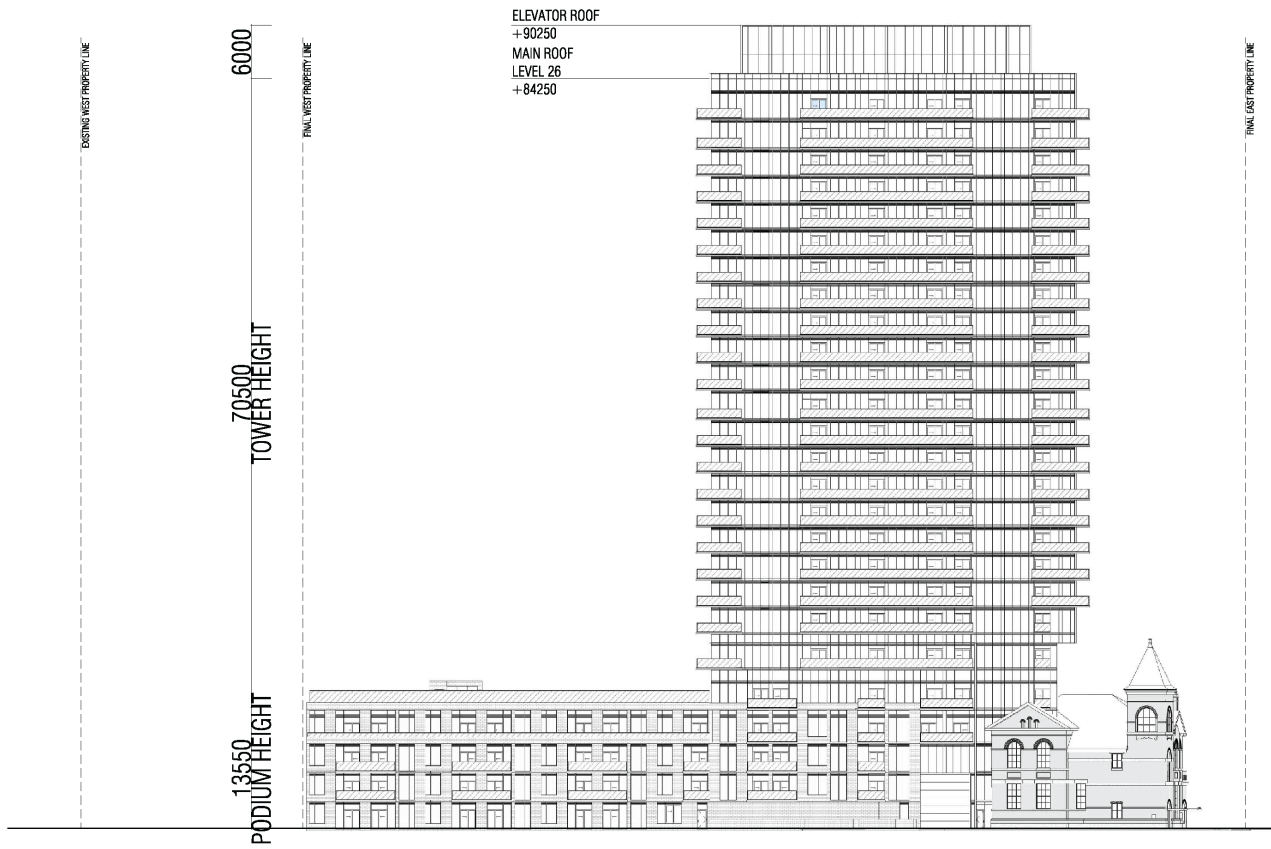 ELEVATOR ROOF
+90250
MAIN ROOF
LEVEL 26
+84250
6000
EXISTING WEST PROPERTY LINE
FINAL WEST PROPERTY LINE
FINAL EAST PROPERTY LINE
70500
TOWER HEIGHT
13550
PODIUM HEIGHT